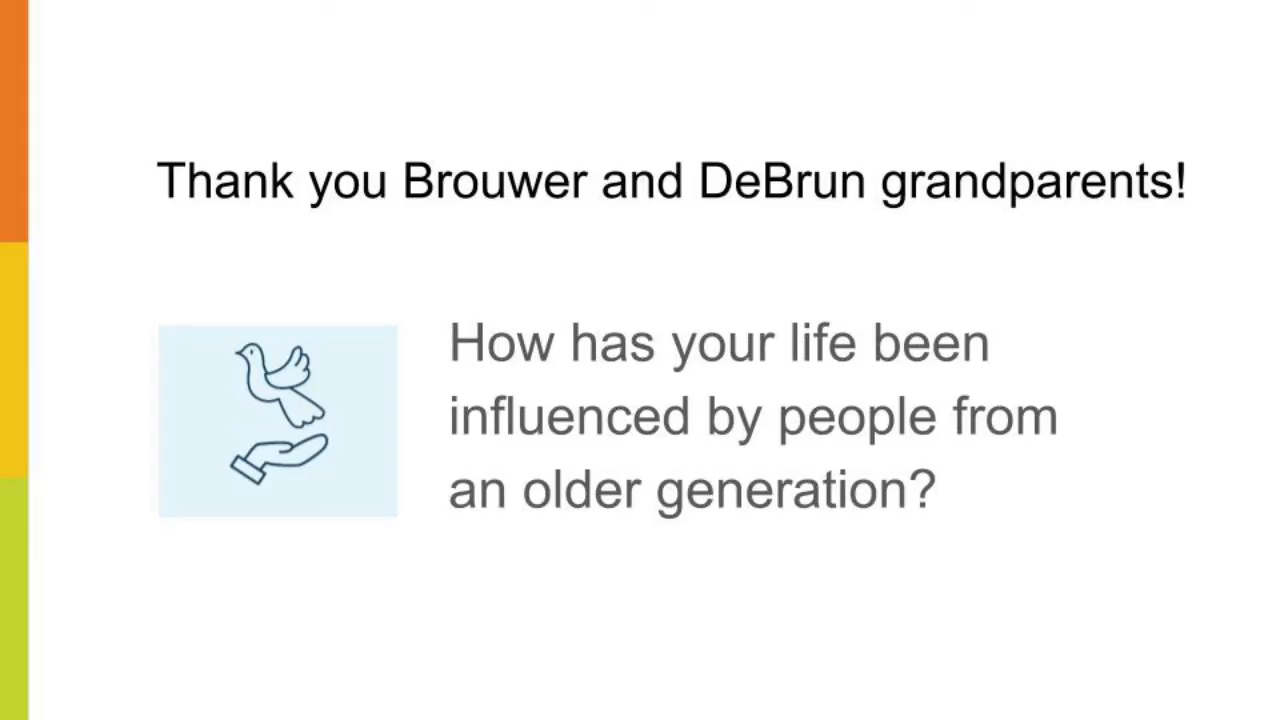 Thank you Brouwer and DeBrun grandparents!
How has your life been
influenced by people from
an older generation?